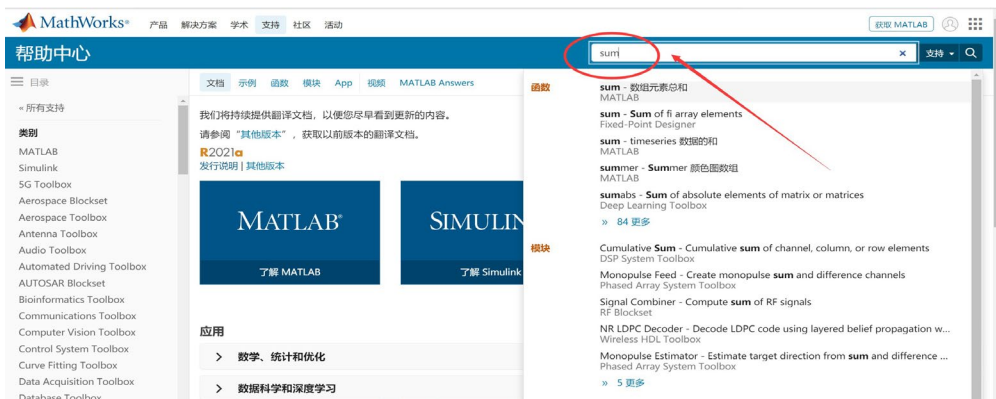 MathWorks® 产品 解决方案 学术 支持 社区 活动 获取 MATLAB
帮助中心 sum × 支持
目录 文档 示例 函数 模块 App 视频 MATLAB Answers
« 所有支持
类别
MATLAB
Simulink
5G Toolbox
Aerospace Blockset
Aerospace Toolbox
Antenna Toolbox
Audio Toolbox
Automated Driving Toolbox
AUTOSAR Blockset
Bioinformatics Toolbox
Communications Toolbox
Computer Vision Toolbox
Control System Toolbox
Curve Fitting Toolbox
Data Acquisition Toolbox
Database Toolbox
我们将持续提供翻译文档，以便您尽早看到更新的内容。
请参阅 "其他版本" ，获取以前版本的翻译文档。
R2021a
发行说明 | 其他版本
MATLAB®
了解 MATLAB
SIMULIN
了解 Simulink
应用
> 数学、统计和优化
> 数据科学和深度学习
函数
sum - 数组元素总和
MATLAB
sum - Sum of fi array elements
Fixed-Point Designer
sum - timeseries 数据的和
MATLAB
summer - Summer 颜色图数组
MATLAB
sumabs - Sum of absolute elements of matrix or matrices
Deep Learning Toolbox
» 84 更多
模块
Cumulative Sum - Cumulative sum of channel, column, or row elements
DSP System Toolbox
Monopulse Feed - Create monopulse sum and difference channels
Phased Array System Toolbox
Signal Combiner - Compute sum of RF signals
RF Blockset
NR LDPC Decoder - Decode LDPC code using layered belief propagation w...
Wireless HDL Toolbox
Monopulse Estimator - Estimate target direction from sum and difference ...
Phased Array System Toolbox
» 5 更多